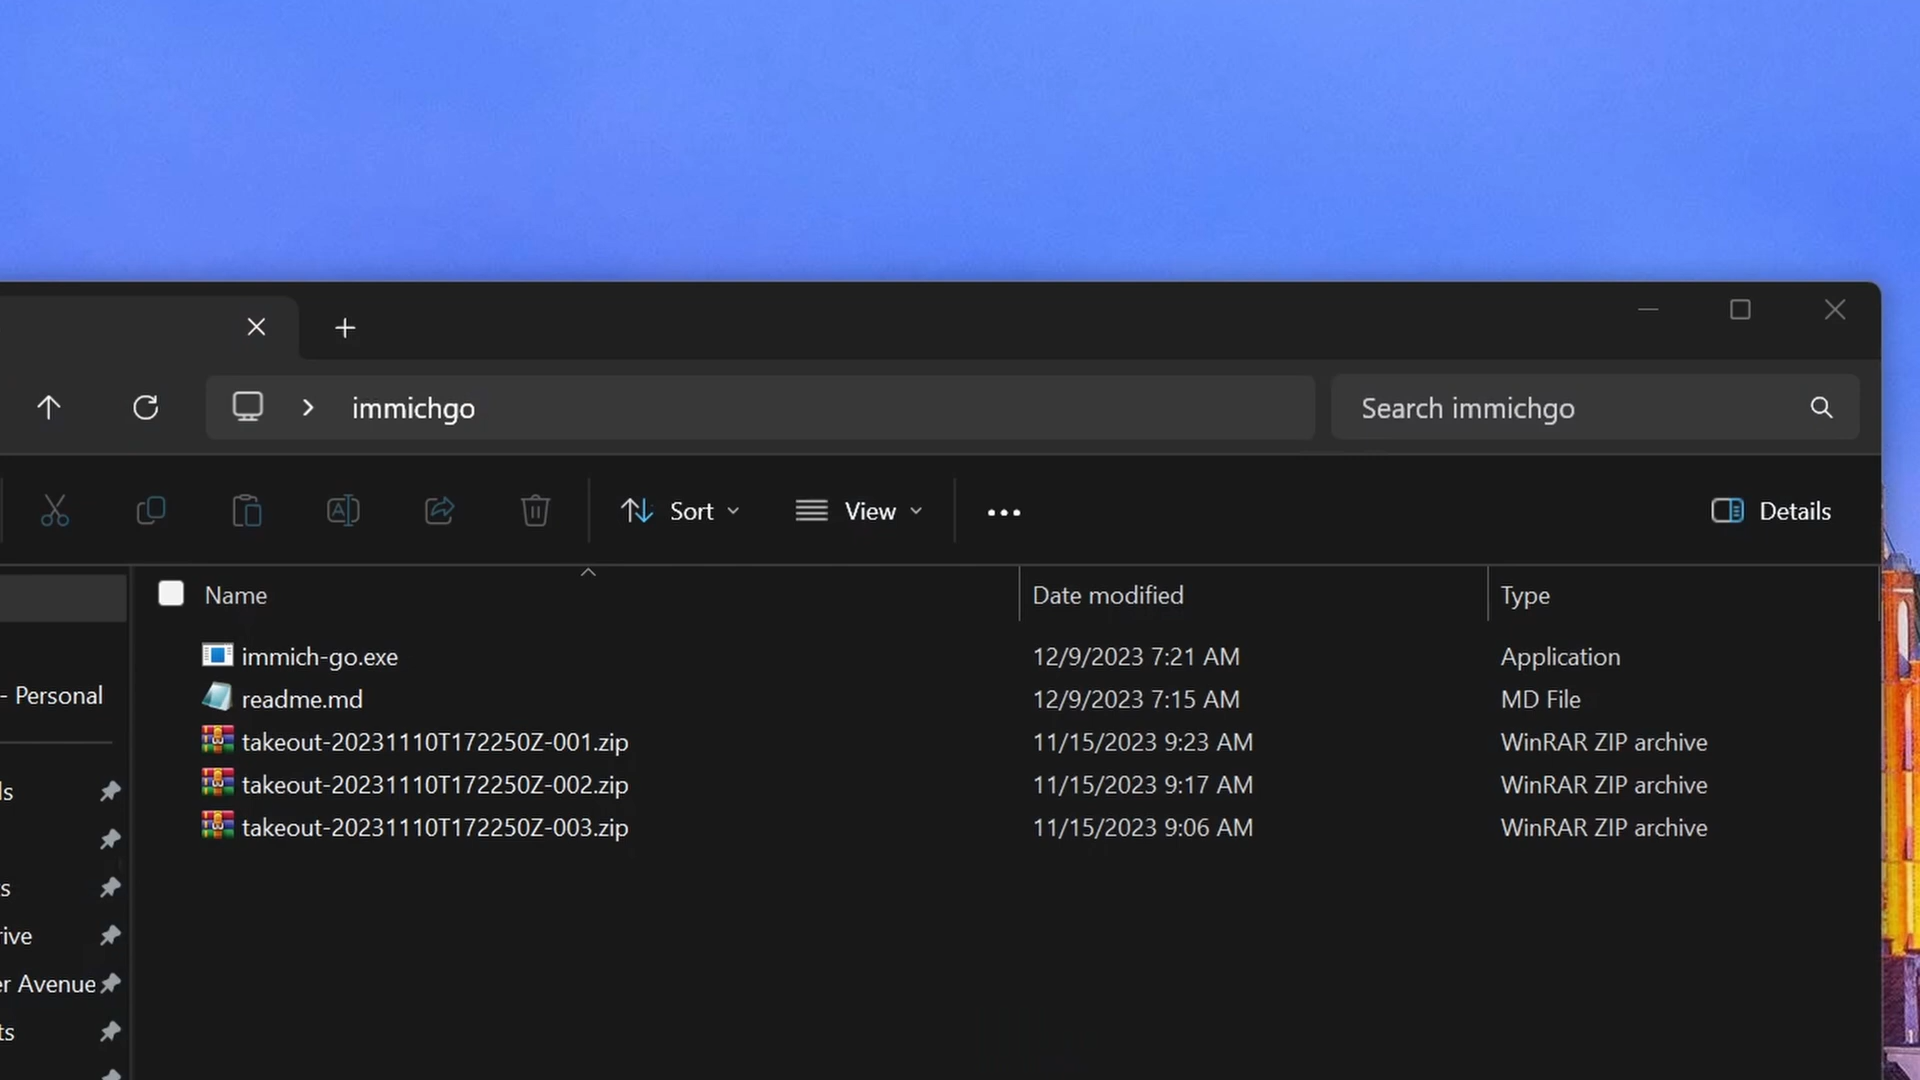 immichgo
Search immichgo
Sort
View
Details
Name
Date modified
Type
immich-go.exe
12/9/2023 7:21 AM
Application
readme.md
12/9/2023 7:15 AM
MD File
takeout-20231110T172250Z-001.zip
11/15/2023 9:23 AM
WinRAR ZIP archive
takeout-20231110T172250Z-002.zip
11/15/2023 9:17 AM
WinRAR ZIP archive
takeout-20231110T172250Z-003.zip
11/15/2023 9:06 AM
WinRAR ZIP archive
- Personal
ls
s
rive
er Avenue
ts